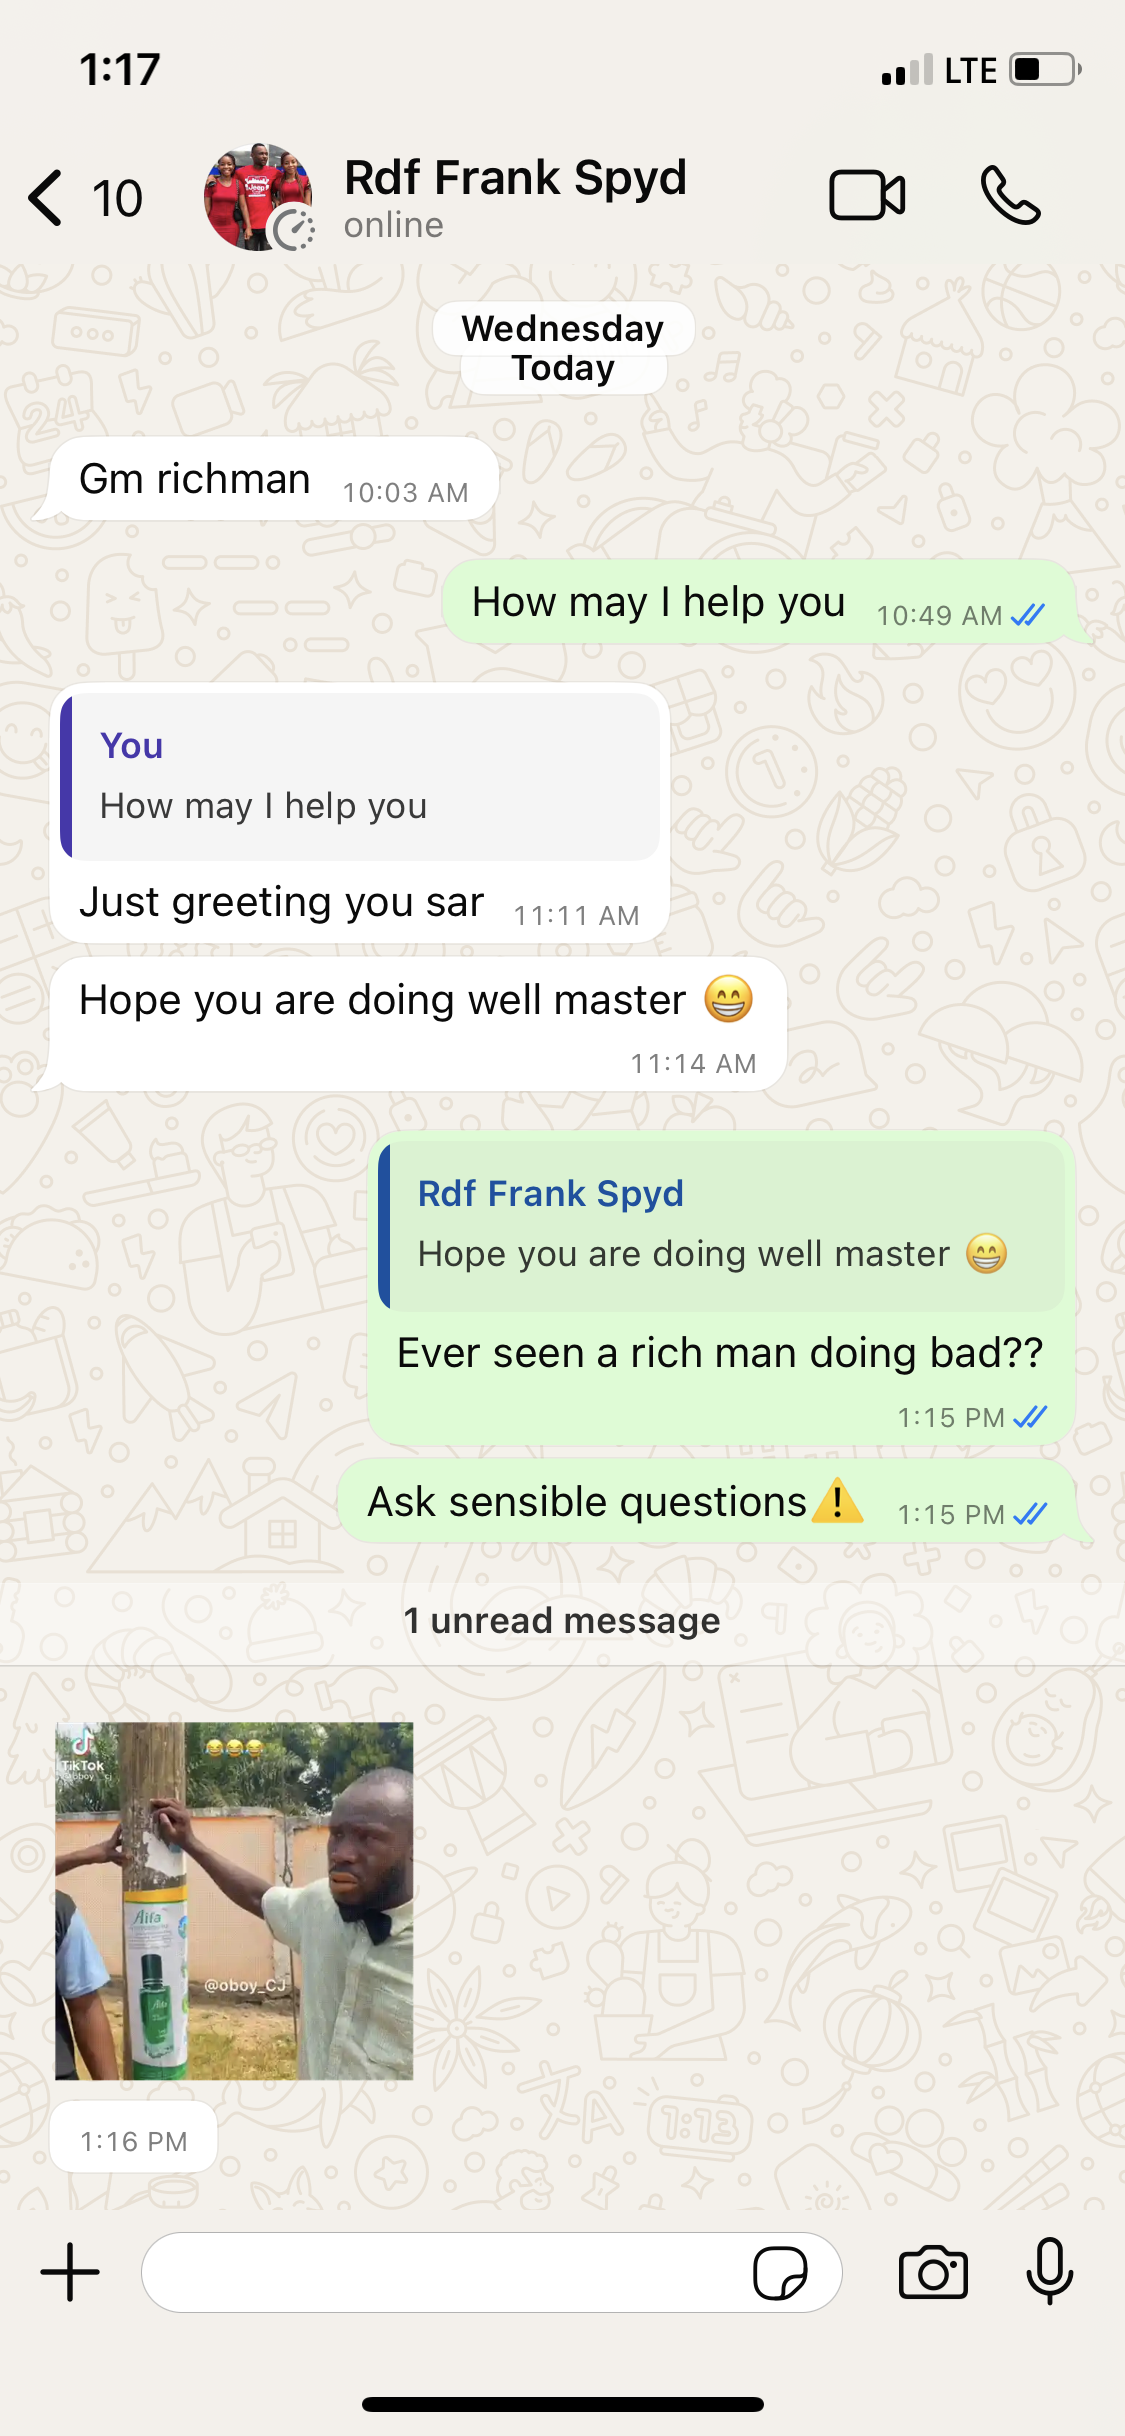 1:17
LTE
10
Rdf Frank Spyd
online
Wednesday
Today
Gm richman 10:03 AM
How may I help you 10:49 AM
You
How may I help you
Just greeting you sar 11:11 AM
Hope you are doing well master 😁
11:14 AM
Rdf Frank Spyd
Hope you are doing well master 😁
Ever seen a rich man doing bad??
1:15 PM
Ask sensible questions⚠️ 1:15 PM
1 unread message
TikTok
😂😂😂
Aifa
@oboy_CJ
1:16 PM